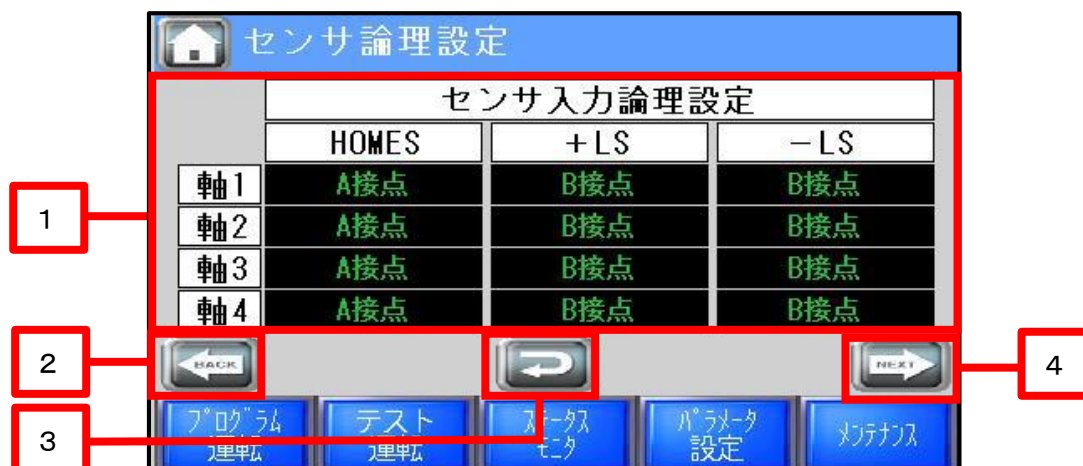 センサ論理設定
センサ入力論理設定
HOMES +LS -LS
軸1 A接点 B接点 B接点
軸2 A接点 B接点 B接点
軸3 A接点 B接点 B接点
軸4 A接点 B接点 B接点
BACK NEXT
プログラム運転 テスト運転 ステータスモニタ パラメータ設定 メンテナンス
1
2
3
4